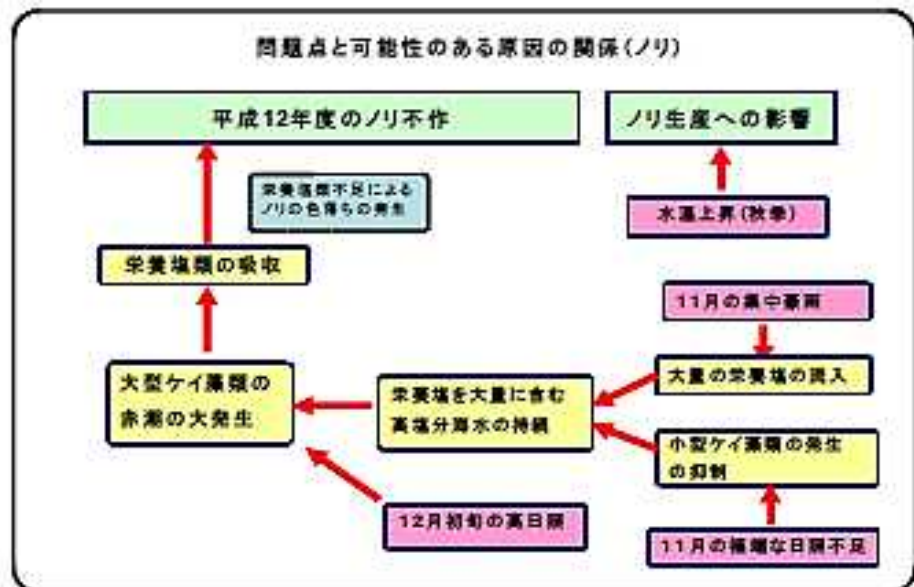 問題点と可能性のある原因の関係(ノリ)
平成12年度のノリ不作
ノリ生産への影響
栄養塩類不足による
ノリの色落ちの発生
水温上昇(秋季)
栄養塩類の吸収
11月の集中豪雨
大型ケイ藻類の
赤潮の大発生
栄養塩を大量に含む
高塩分海水の持続
大量の栄養塩の流入
小型ケイ藻類の発生
の抑制
12月初旬の高日照
11月の極端な日照不足